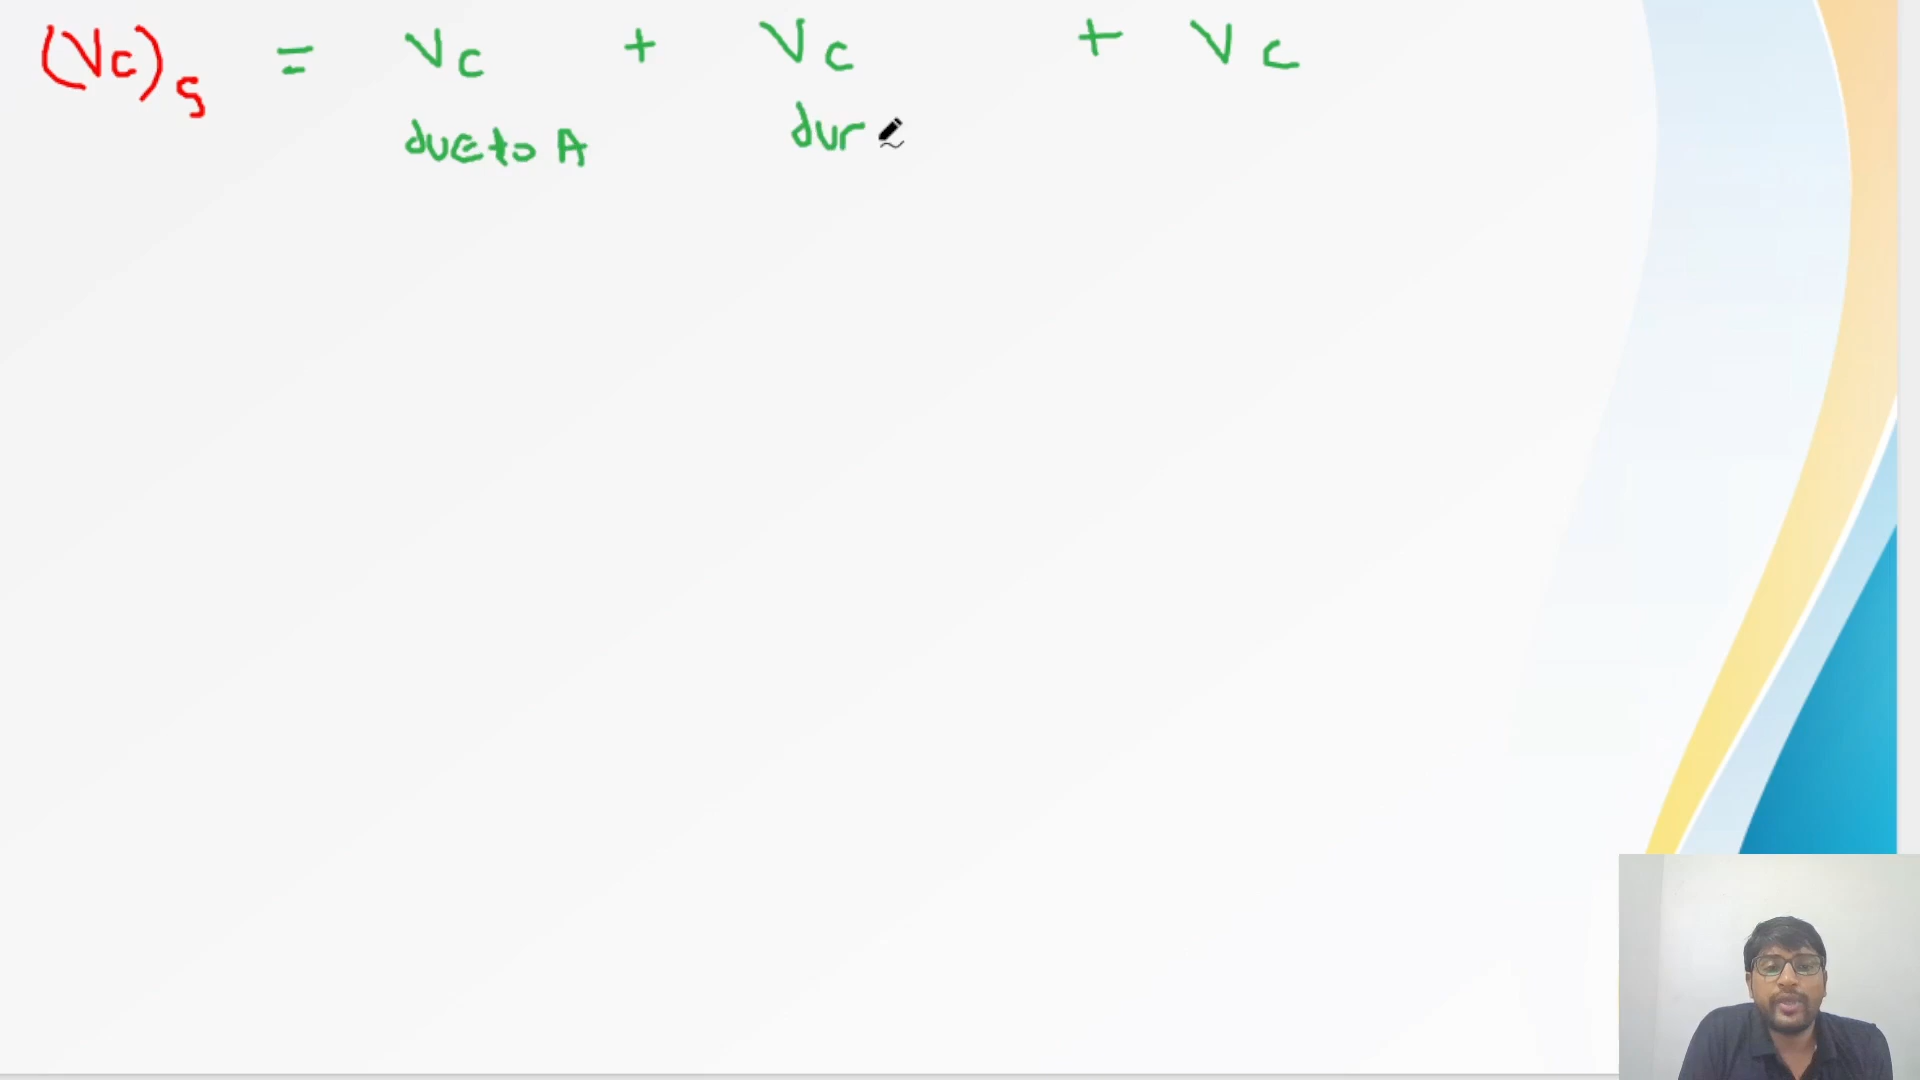 (Vc)s = Vc + Vc + Vc
due to A dur